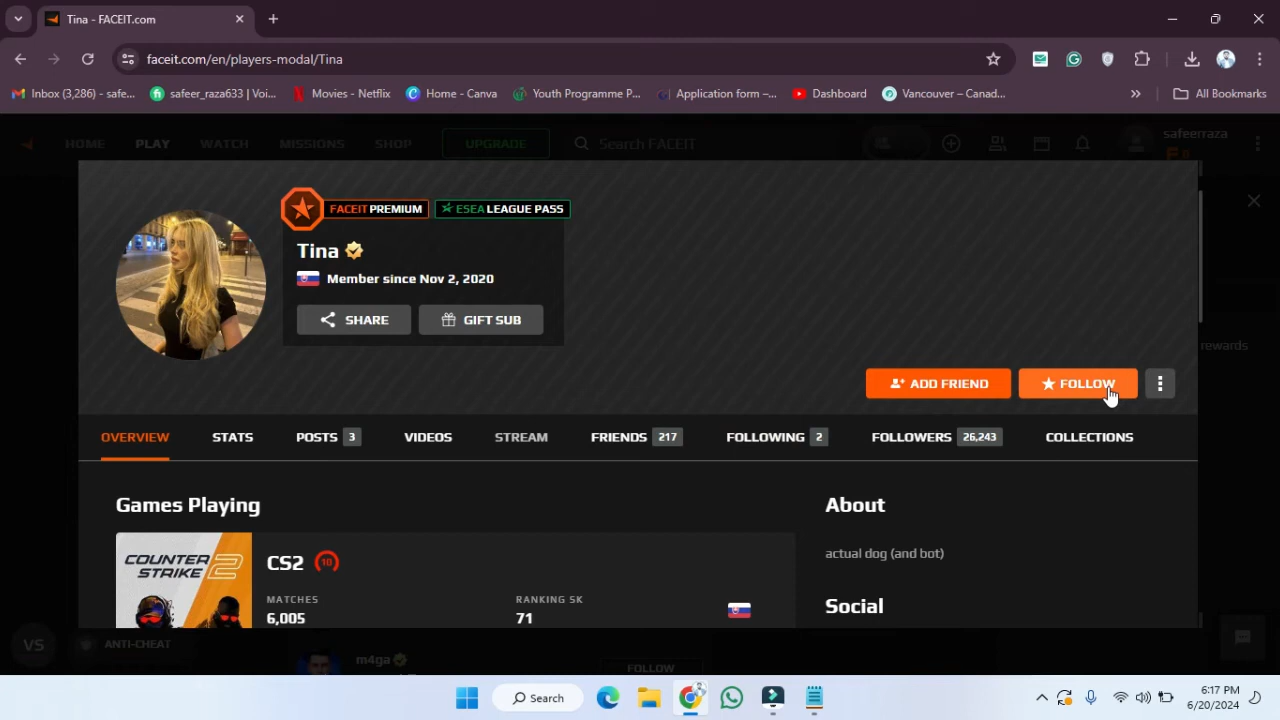 Tina - FACEIT.com
faceit.com/en/players-modal/Tina
Inbox (3,286) - safe...
safeer_raza633 | Voi...
Movies - Netflix
Home - Canva
Youth Programme P...
Application form –...
Dashboard
Vancouver – Canad...
All Bookmarks
HOME
PLAY
WATCH
MISSIONS
SHOP
UPGRADE
Search FACEIT
safeerraza
FACEIT PREMIUM
ESEA LEAGUE PASS
Tina
Member since Nov 2, 2020
SHARE
GIFT SUB
rewards
ADD FRIEND
FOLLOW
OVERVIEW
STATS
POSTS 3
VIDEOS
STREAM
FRIENDS 217
FOLLOWING 2
FOLLOWERS 26,243
COLLECTIONS
Games Playing
About
COUNTER
STRIKE 2
CS2 10
actual dog (and bot)
MATCHES
RANKING SK
6,005
71
Social
VS
ANTI-CHEAT
m4ga
FOLLOW
Search
6:17 PM
6/20/2024